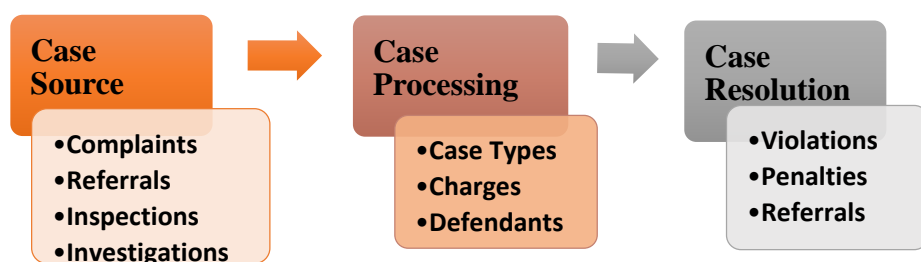 Case
Source
•Complaints
•Referrals
•Inspections
•Investigations
Case
Processing
•Case Types
•Charges
•Defendants
Case
Resolution
•Violations
•Penalties
•Referrals